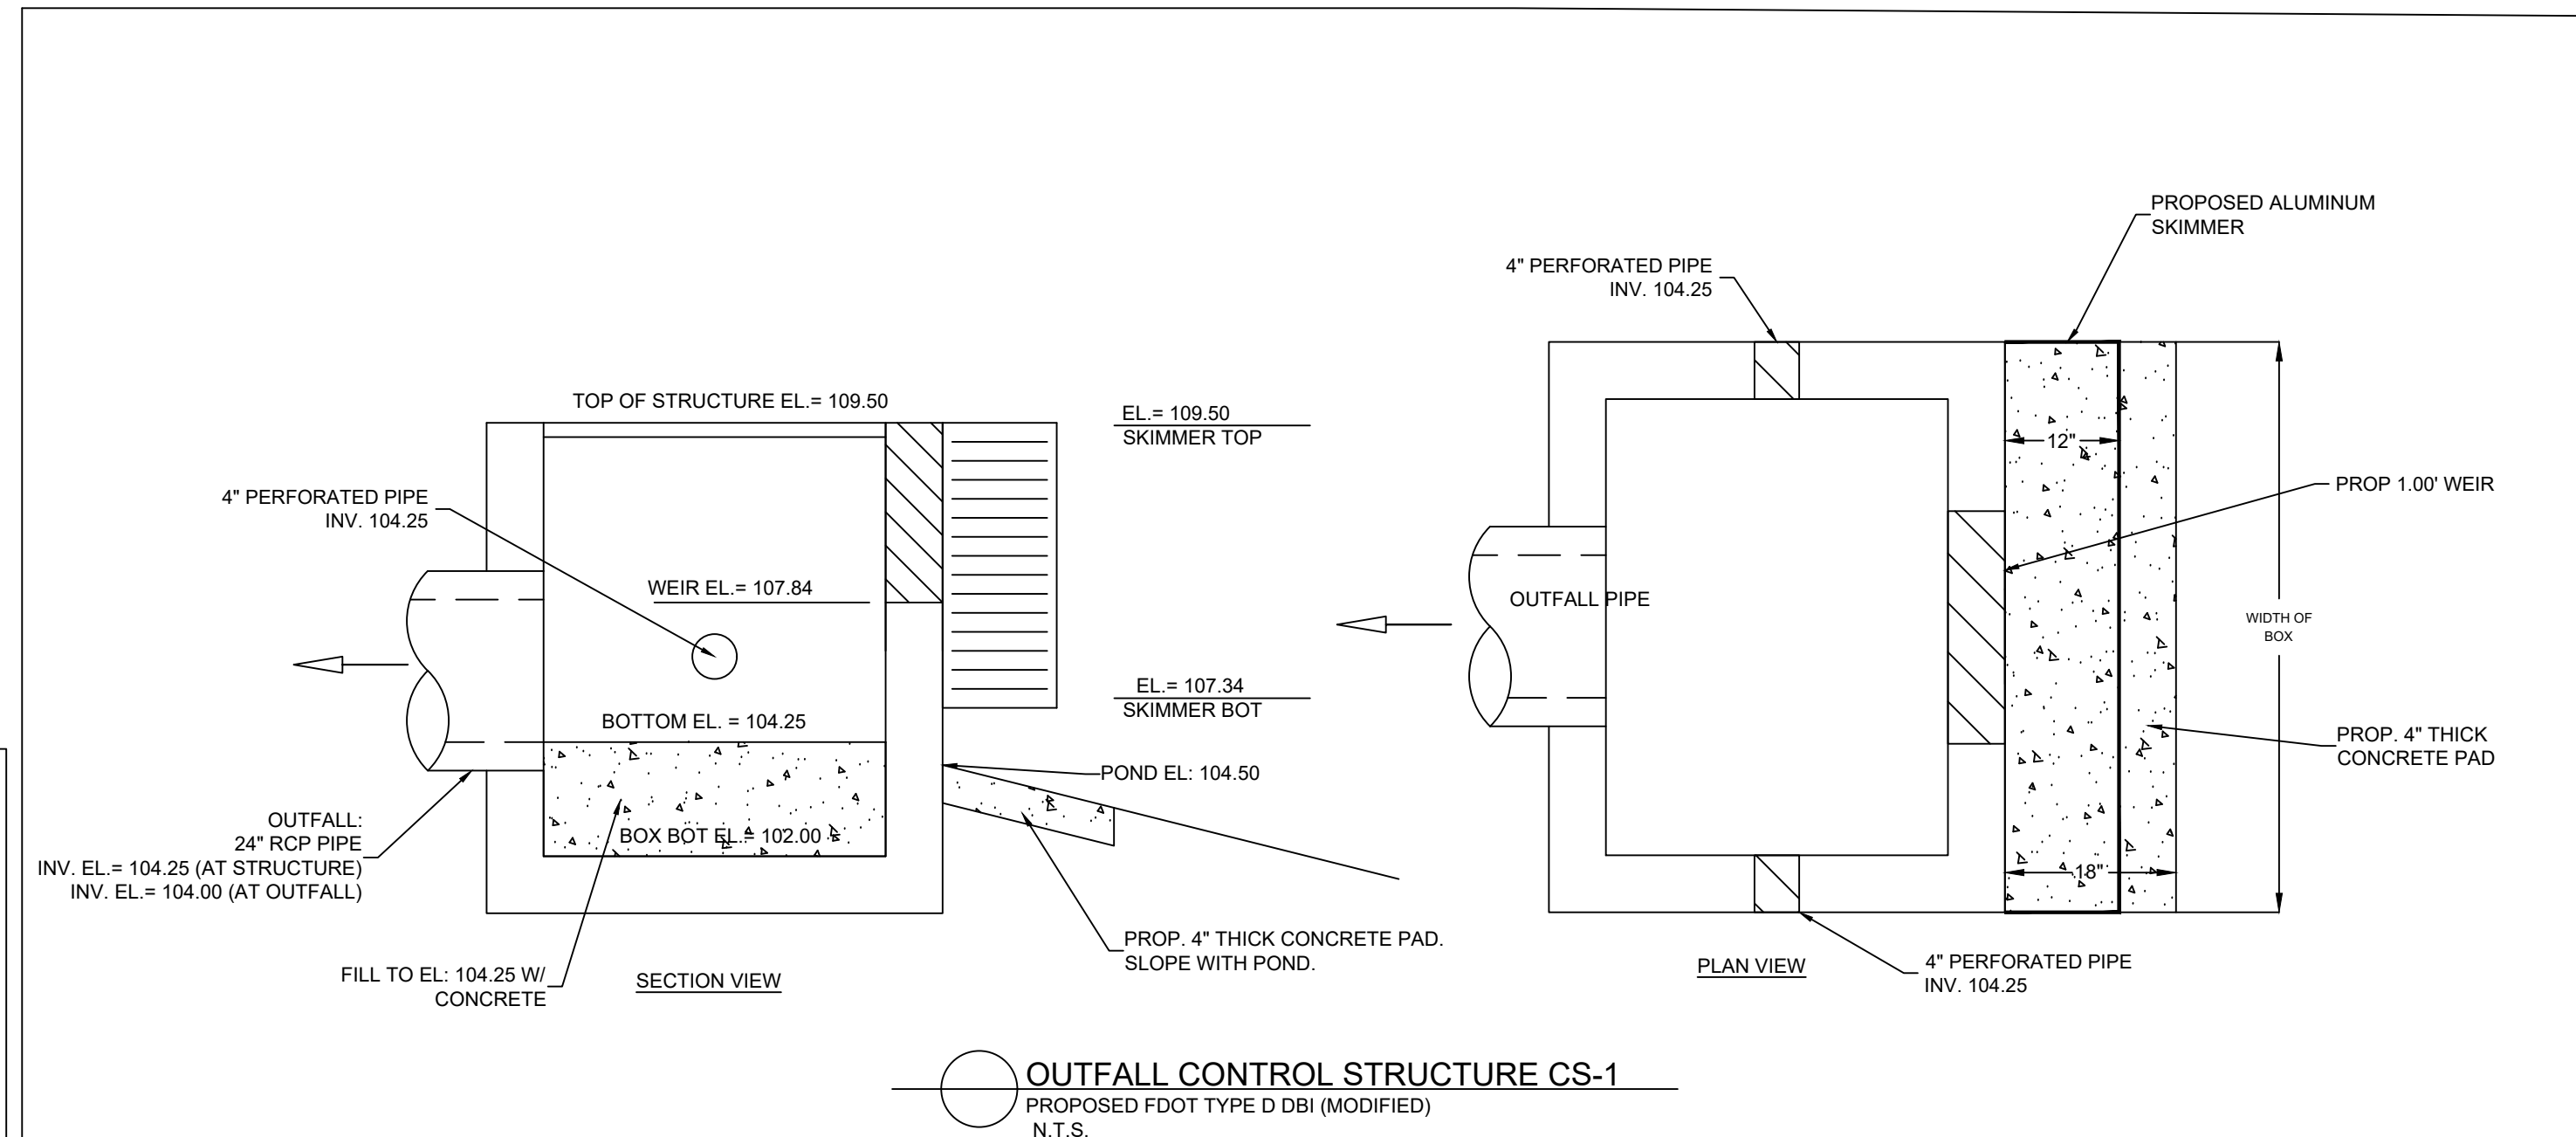 TOP OF STRUCTURE EL.= 109.50
4" PERFORATED PIPE
INV. 104.25
WEIR EL.= 107.84
BOTTOM EL. = 104.25
BOX BOT EL.= 102.00
OUTFALL:
24" RCP PIPE
INV. EL.= 104.25 (AT STRUCTURE)
INV. EL.= 104.00 (AT OUTFALL)
FILL TO EL: 104.25 W/
CONCRETE
SECTION VIEW
EL.= 109.50
SKIMMER TOP
EL.= 107.34
SKIMMER BOT
POND EL: 104.50
PROP. 4" THICK CONCRETE PAD.
SLOPE WITH POND.
4" PERFORATED PIPE
INV. 104.25
PROPOSED ALUMINUM
SKIMMER
12"
PROP 1.00' WEIR
OUTFALL PIPE
WIDTH OF
BOX
PROP. 4" THICK
CONCRETE PAD
18"
PLAN VIEW
4" PERFORATED PIPE
INV. 104.25
OUTFALL CONTROL STRUCTURE CS-1
PROPOSED FDOT TYPE D DBI (MODIFIED)
N.T.S.